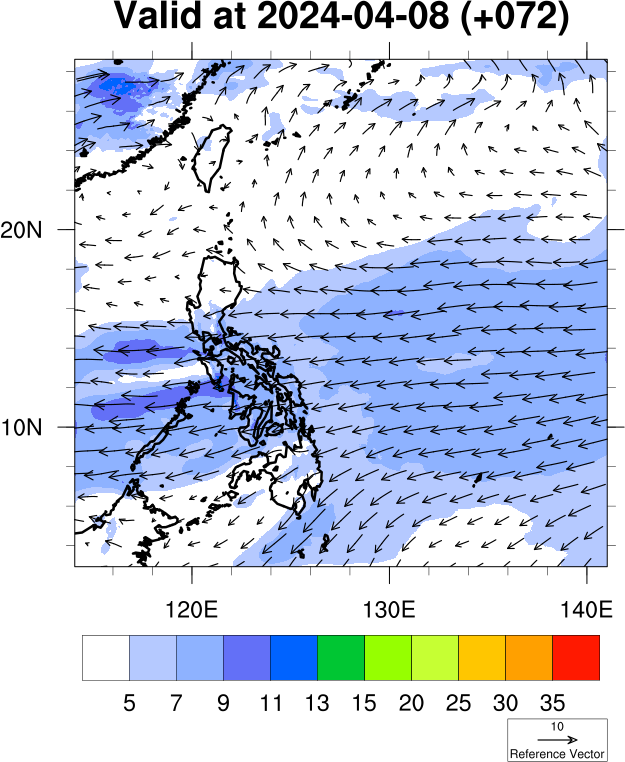 Valid at 2024-04-08 (+072)
20N
10N
120E 130E 140E
5 7 9 11 13 15 20 25 30 35
10
Reference Vector